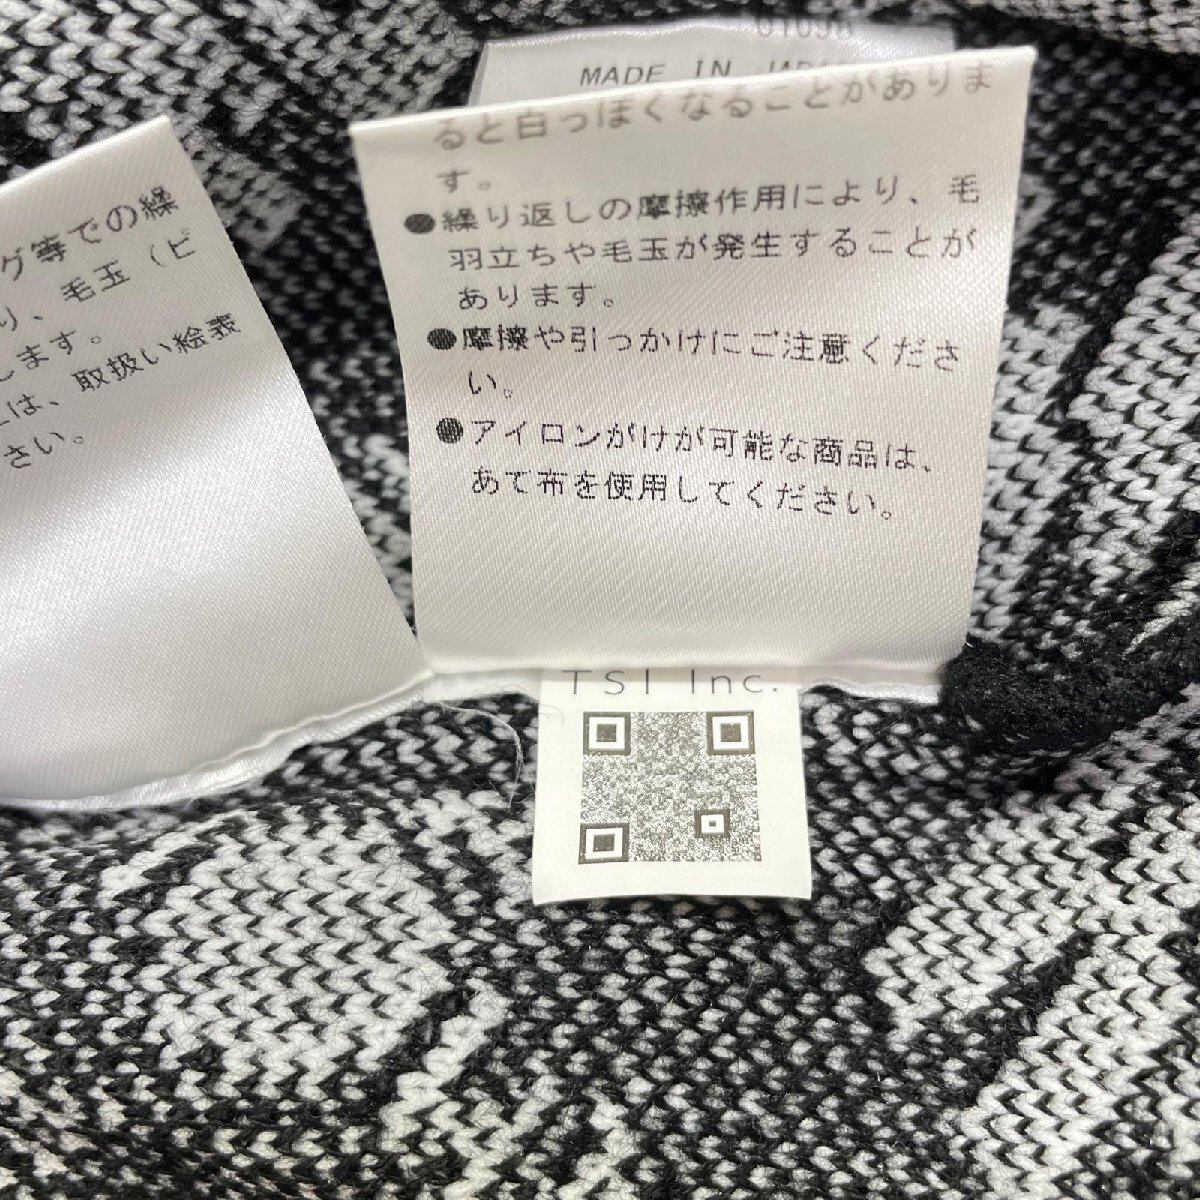 MADE IN
ると白っぽくなることがありま
す。
●繰り返しの摩擦作用により、毛
羽立ちや毛玉が発生することが
あります。
●摩擦や引っかけにご注意くださ
い。
●アイロンがけが可能な商品は、
あて布を使用してください。
グ等での繰
り、毛玉（ピ
します。
は、取扱い絵表
さい。
TSI Inc.